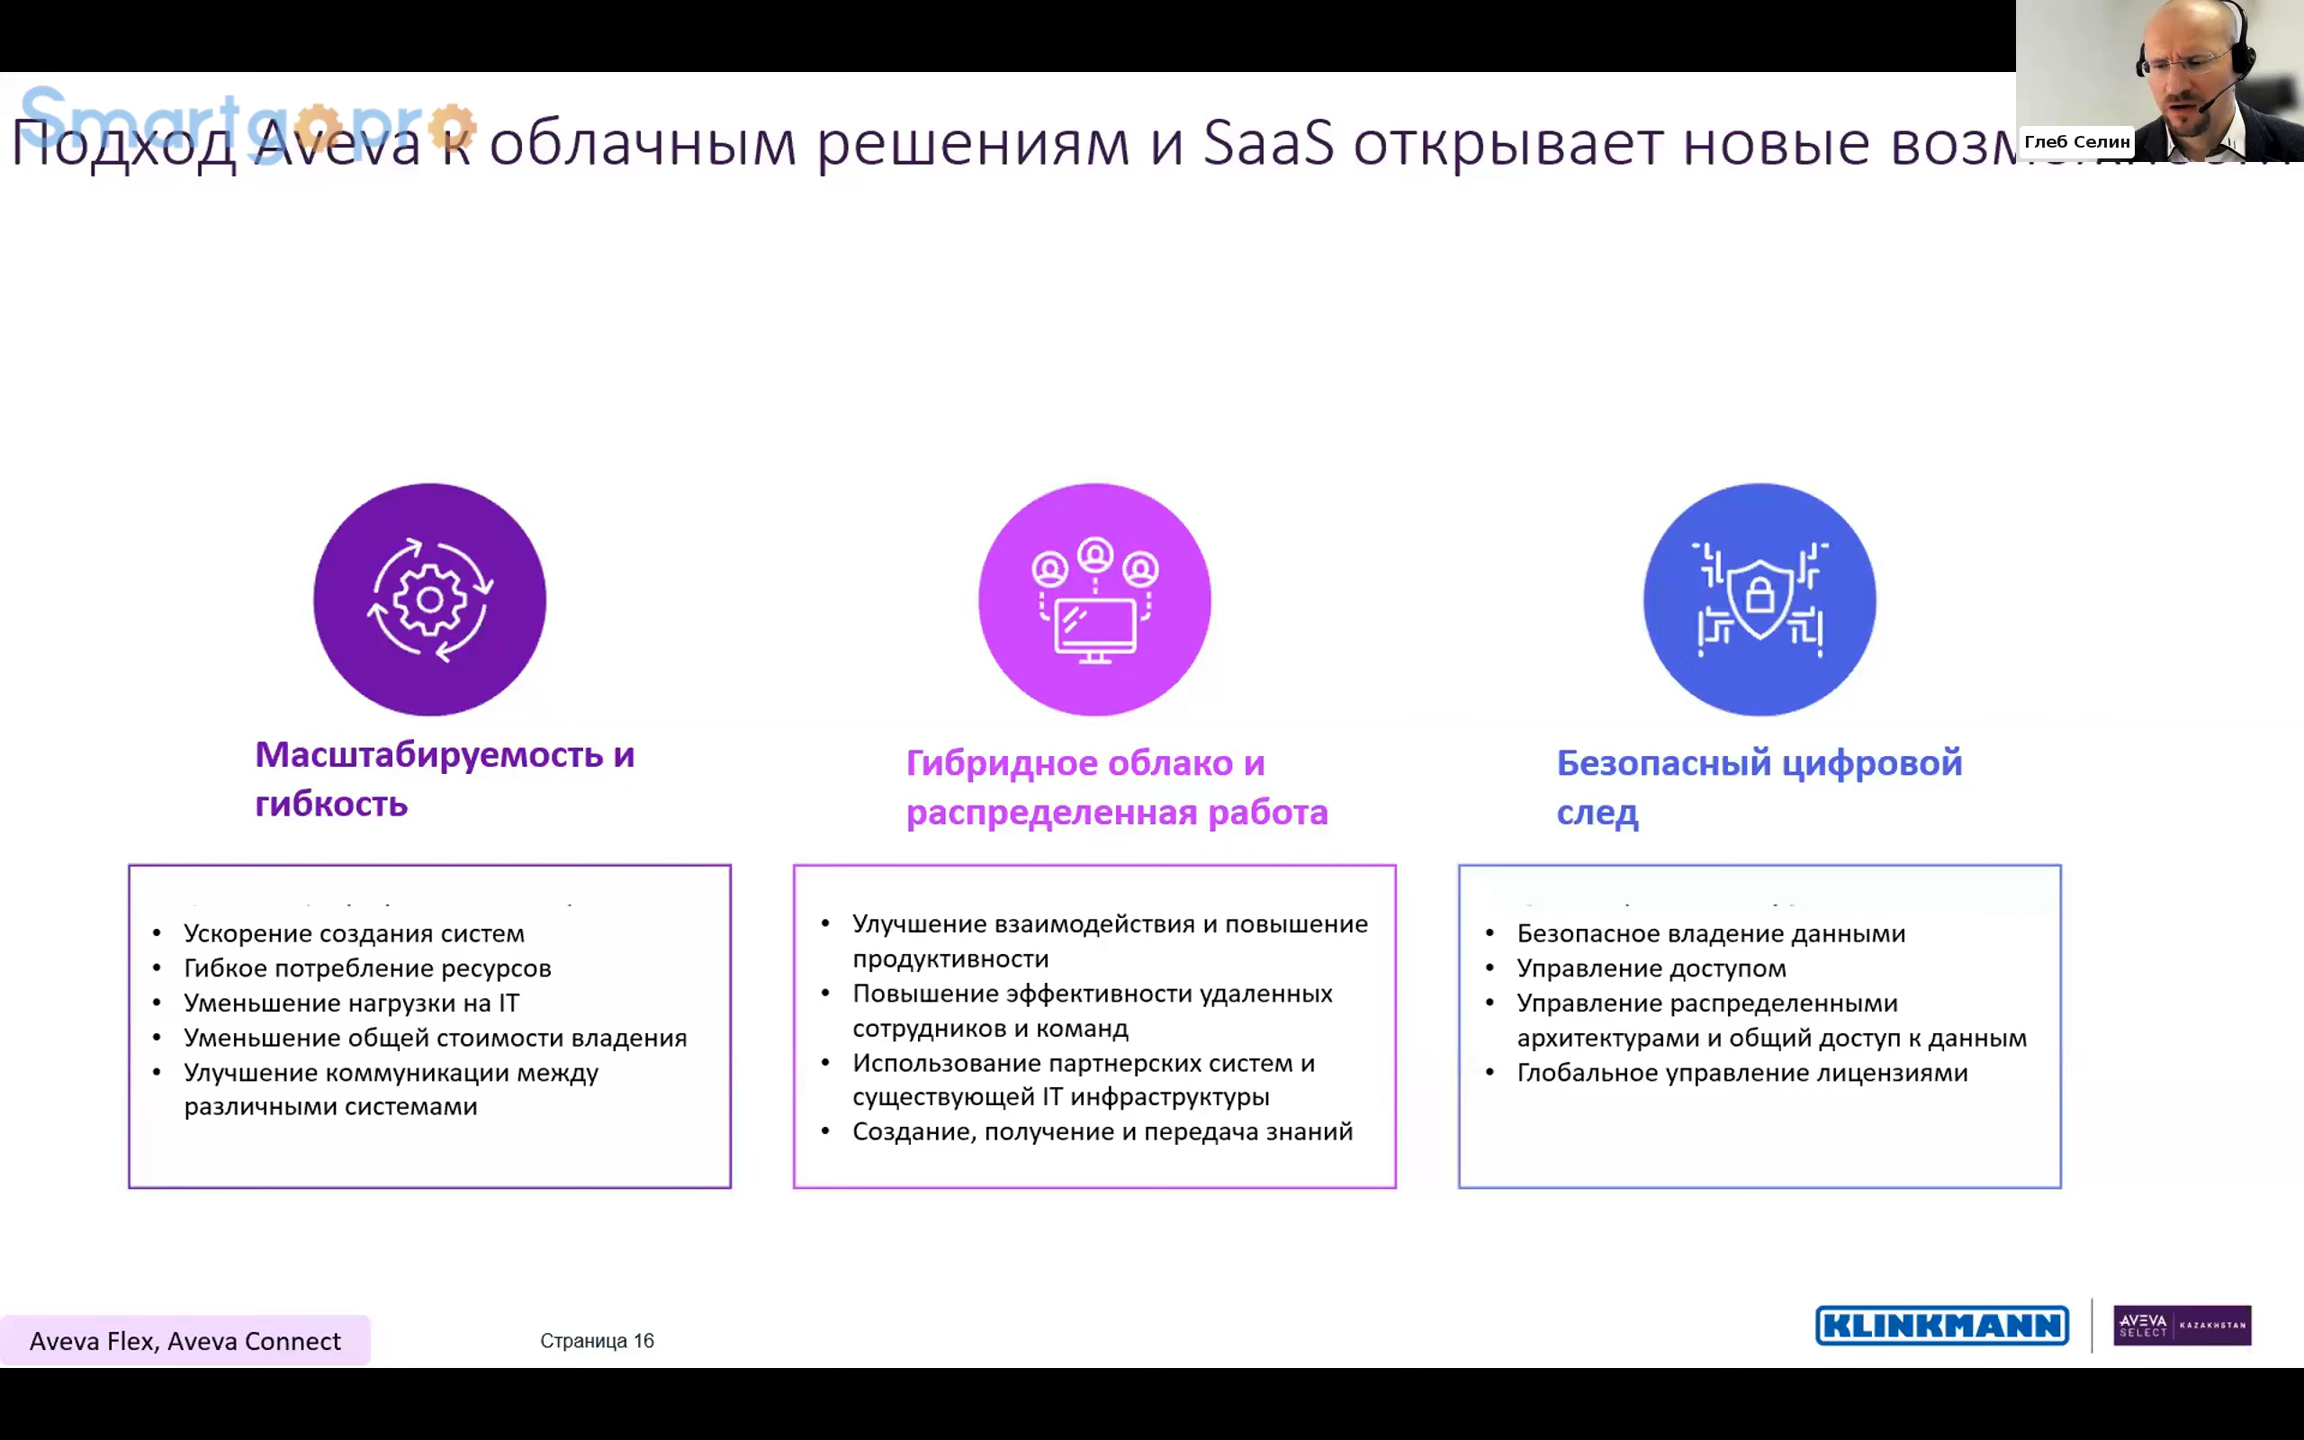 Smartgopro
Подход Aveva к облачным решениям и SaaS открывает новые
Глеб Селин
Масштабируемость и
гибкость
Гибридное облако и
распределенная работа
Безопасный цифровой
след
• Ускорение создания систем
• Гибкое потребление ресурсов
• Уменьшение нагрузки на IT
• Уменьшение общей стоимости владения
• Улучшение коммуникации между
различными системами
• Улучшение взаимодействия и повышение
продуктивности
• Повышение эффективности удаленных
сотрудников и команд
• Использование партнерских систем и
существующей IT инфраструктуры
• Создание, получение и передача знаний
• Безопасное владение данными
• Управление доступом
• Управление распределенными
архитектурами и общий доступ к данным
• Глобальное управление лицензиями
Aveva Flex, Aveva Connect
Страница 16
KLINKMANN
AVEVA
SELECT
KAZAKHSTAN